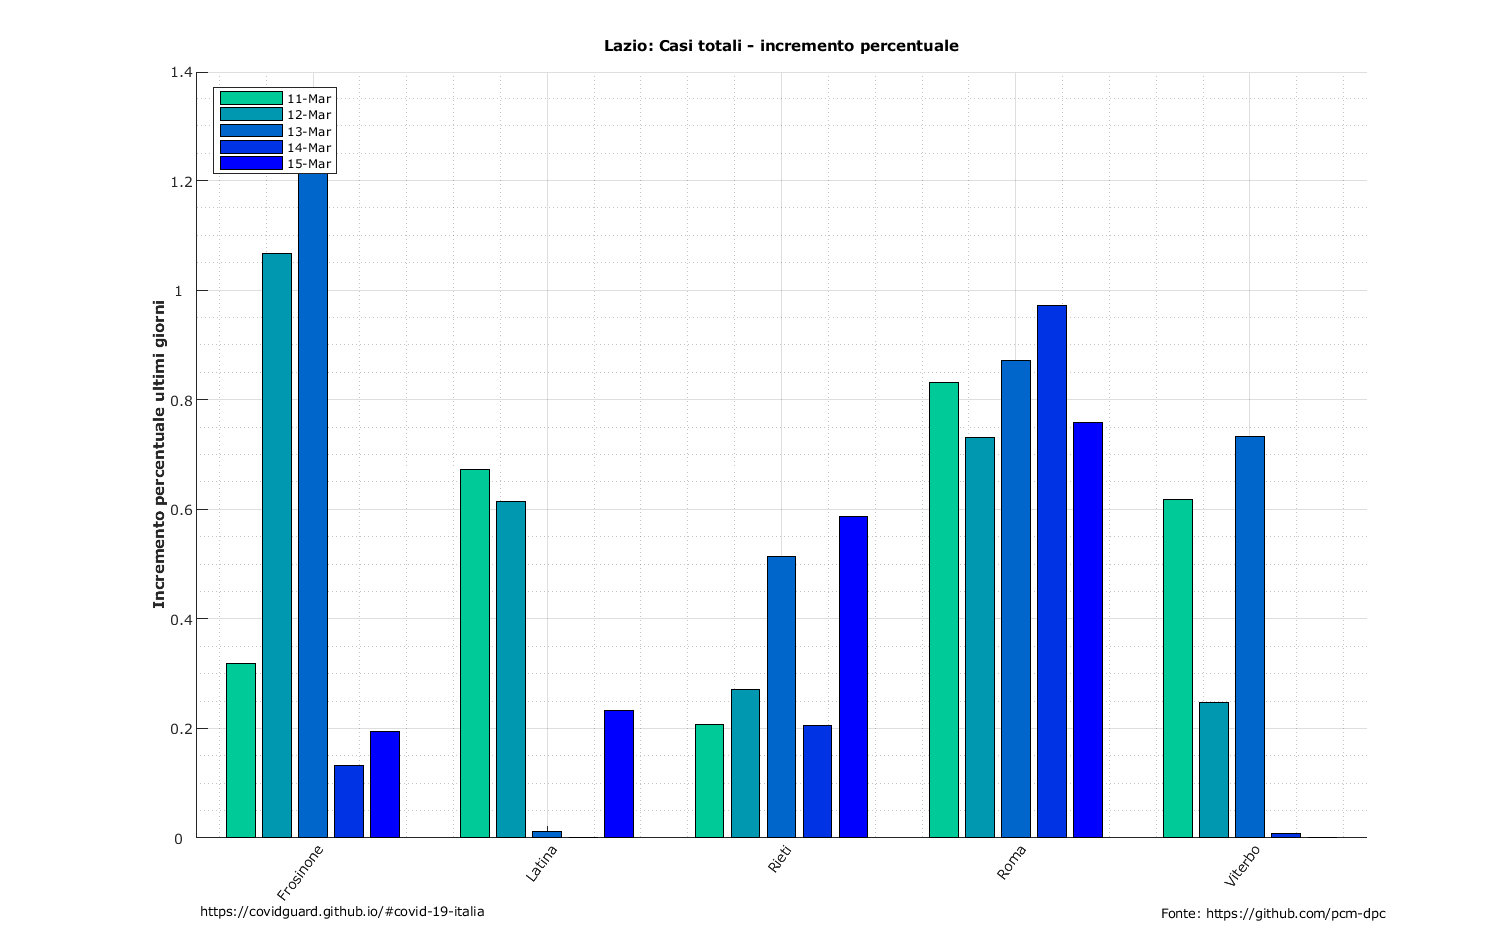 Lazio: Casi totali - incremento percentuale
1.4
1.2
1
0.8
0.6
0.4
0.2
0
Incremento percentuale ultimi giorni
11-Mar
12-Mar
13-Mar
14-Mar
15-Mar
Frosinone
Latina
Rieti
Roma
Viterbo
https://covidguard.github.io/#covid-19-italia
Fonte: https://github.com/pcm-dpc